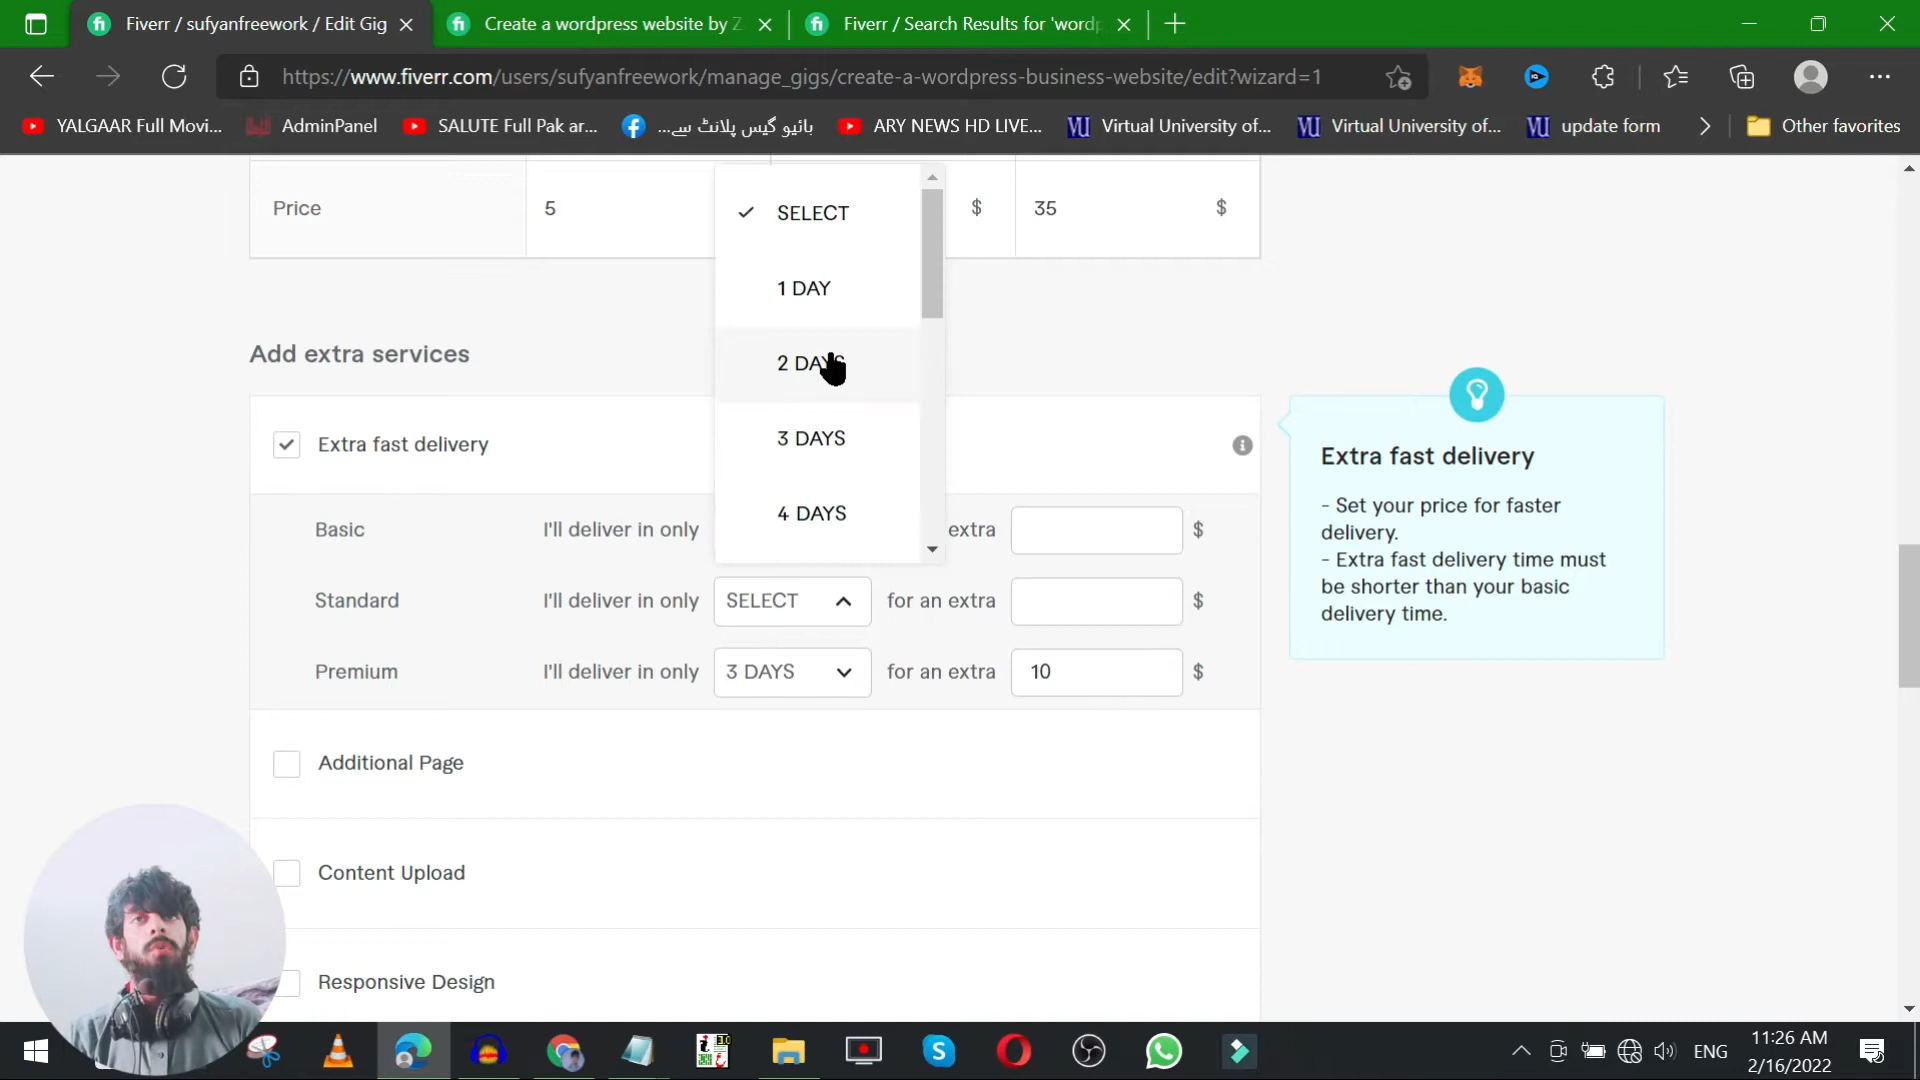 Fiverr / sufyanfreework / Edit Gig
Create a wordpress website by Z
Fiverr / Search Results for 'wordp
https://www.fiverr.com/users/sufyanfreework/manage_gigs/create-a-wordpress-business-website/edit?wizard=1
YALGAAR Full Movi...
AdminPanel
SALUTE Full Pak ar...
بائیو گیس پلانٹ سے...
ARY NEWS HD LIVE...
Virtual University of...
Virtual University of...
update form
Other favorites
Price
5
$
35
$
SELECT
1 DAY
2 DAYS
3 DAYS
4 DAYS
Add extra services
Extra fast delivery
Basic I'll deliver in only extra $
Standard I'll deliver in only SELECT for an extra $
Premium I'll deliver in only 3 DAYS for an extra 10 $
Additional Page
Content Upload
Responsive Design
Extra fast delivery
- Set your price for faster
delivery.
- Extra fast delivery time must
be shorter than your basic
delivery time.
ENG
11:26 AM
2/16/2022